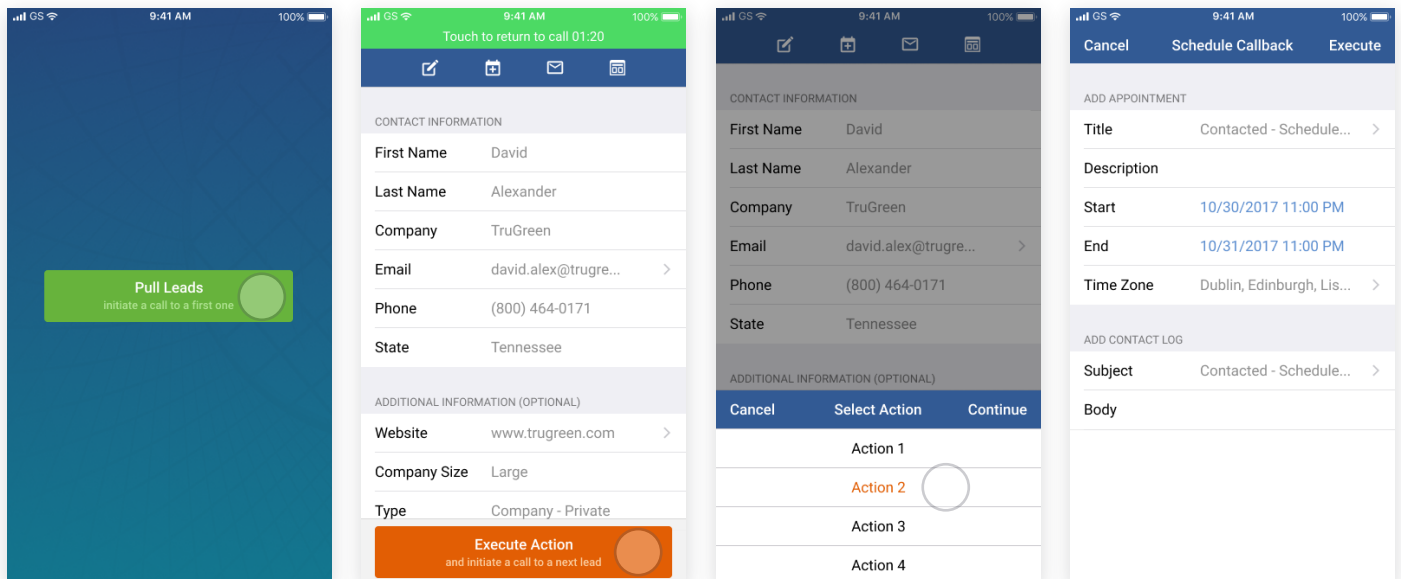 GS 9:41 AM 100%
Pull Leads
initiate a call to a first one
GS 9:41 AM 100%
Touch to return to call 01:20
CONTACT INFORMATION
First Name David
Last Name Alexander
Company TruGreen
Email david.alex@trugre...
Phone (800) 464-0171
State Tennessee
ADDITIONAL INFORMATION (OPTIONAL)
Website www.trugreen.com
Company Size Large
Type Company - Private
Execute Action
and initiate a call to a next lead
GS 9:41 AM 100%
CONTACT INFORMATION
First Name David
Last Name Alexander
Company TruGreen
Email david.alex@trugre...
Phone (800) 464-0171
State Tennessee
ADDITIONAL INFORMATION (OPTIONAL)
Cancel Select Action Continue
Action 1
Action 2
Action 3
Action 4
GS 9:41 AM 100%
Cancel Schedule Callback Execute
ADD APPOINTMENT
Title Contacted - Schedule...
Description
Start 10/30/2017 11:00 PM
End 10/31/2017 11:00 PM
Time Zone Dublin, Edinburgh, Lis...
ADD CONTACT LOG
Subject Contacted - Schedule...
Body